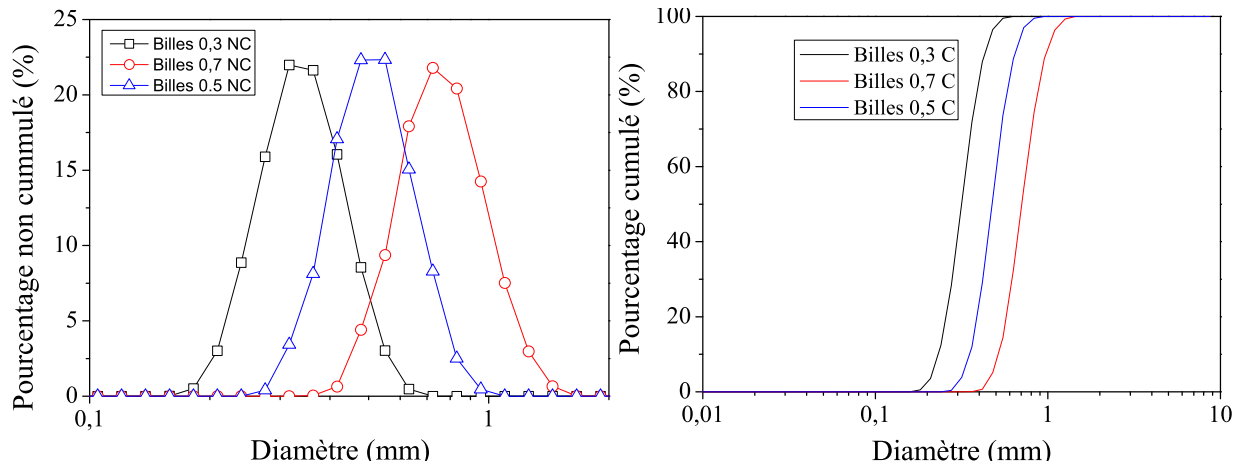 Pourcentage non cummulé (%)
25
20
15
10
5
0
Billes 0,3 NC
Billes 0,7 NC
Billes 0.5 NC
0,1
1
Diamètre (mm)
Pourcentage cumulé (%)
100
80
60
40
20
0
Billes 0,3 C
Billes 0,7 C
Billes 0,5 C
0,01
0,1
1
10
Diamètre (mm)